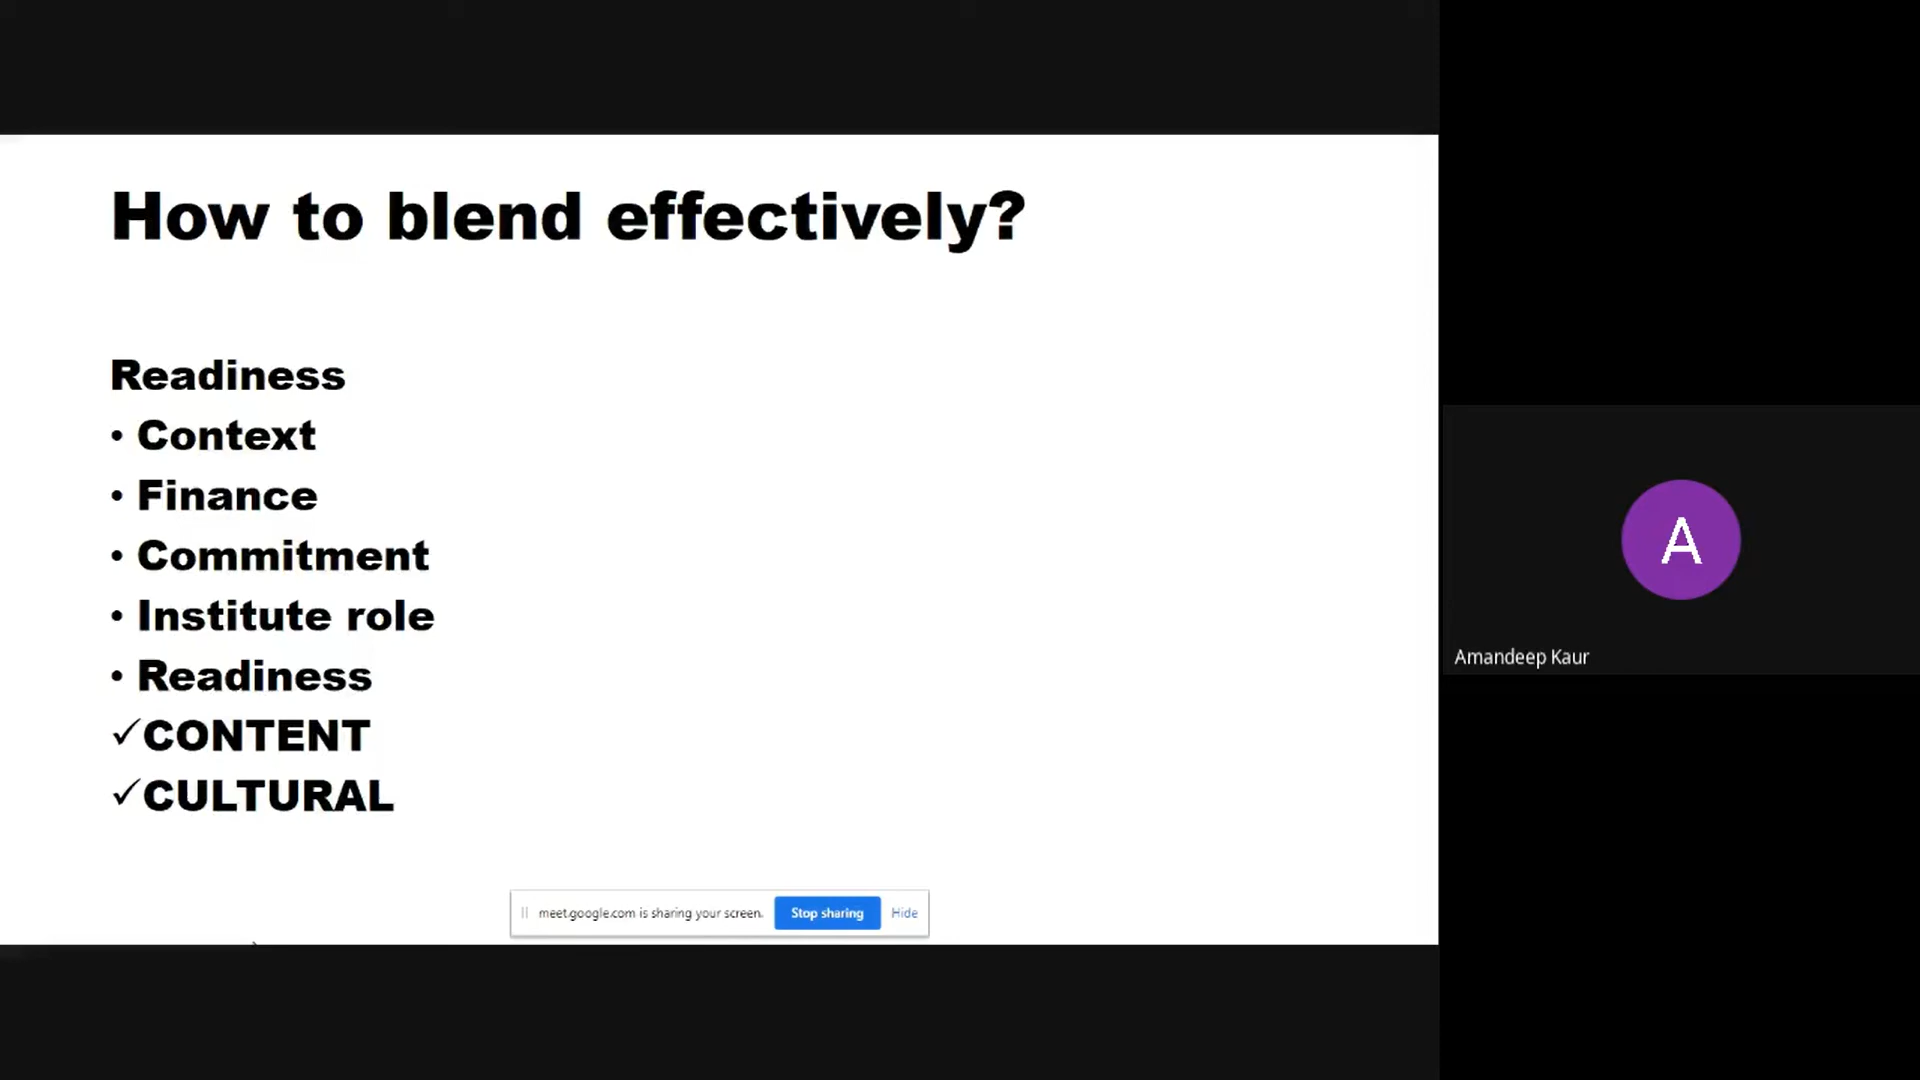 How to blend effectively?
Readiness
• Context
• Finance
• Commitment
• Institute role
• Readiness
✓CONTENT
✓CULTURAL
meet.google.com is sharing your screen. Stop sharing Hide
A
Amandeep Kaur